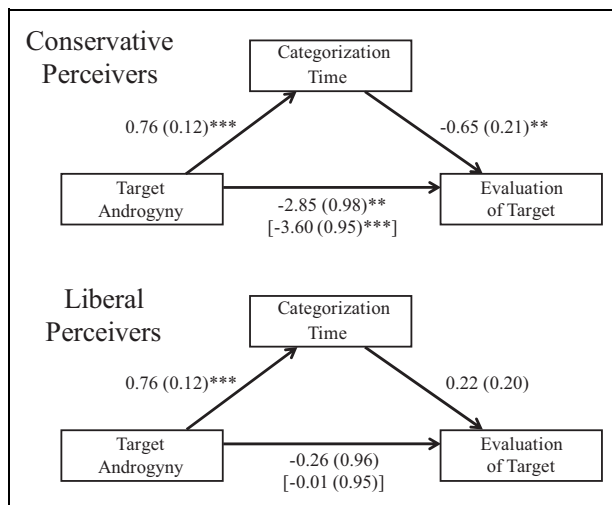 Conservative
Perceivers
Categorization
Time
0.76 (0.12)***
-0.65 (0.21)**
Target
Androgyny
-2.85 (0.98)**
[-3.60 (0.95)***]
Evaluation
of Target
Liberal
Perceivers
Categorization
Time
0.76 (0.12)***
0.22 (0.20)
Target
Androgyny
-0.26 (0.96)
[-0.01 (0.95)]
Evaluation
of Target